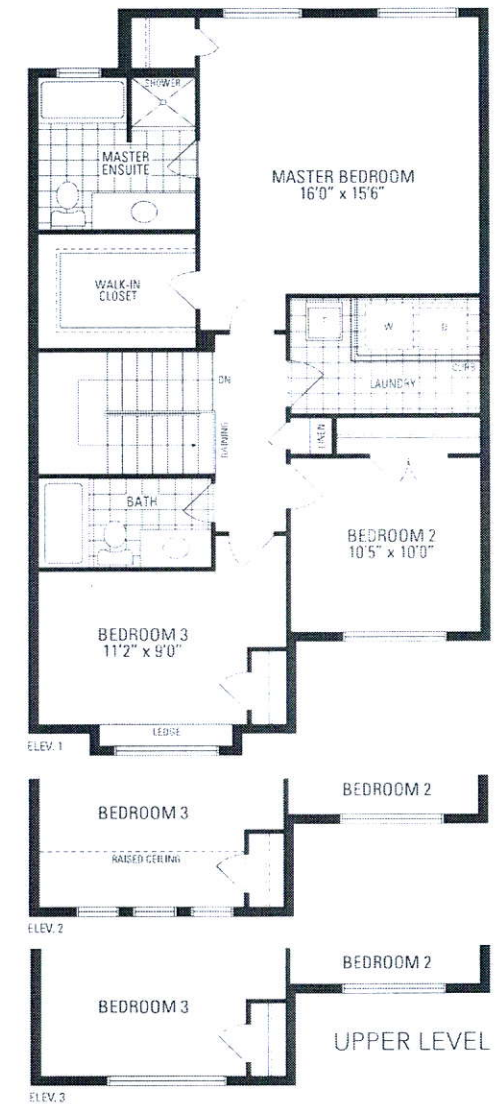 SHOWER
MASTER
ENSUITE
MASTER BEDROOM
16'0" x 15'6"
WALK-IN
CLOSET
T
W
D
CURB
LAUNDRY
DN
RAILING
LINEN
BATH
BEDROOM 2
10'5" x 10'0"
BEDROOM 3
11'2" x 9'0"
LEDGE
ELEV. 1
BEDROOM 3
BEDROOM 2
RAISED CEILING
ELEV. 2
BEDROOM 3
BEDROOM 2
UPPER LEVEL
ELEV. 3